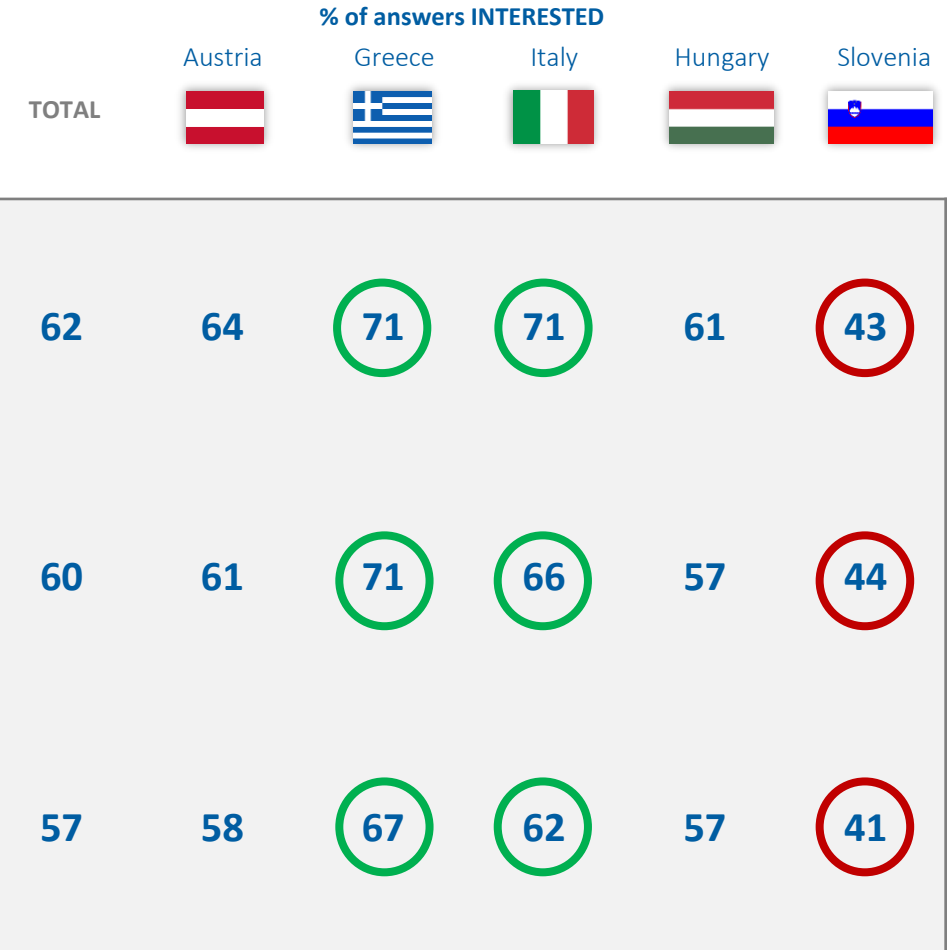 % of answers INTERESTED
Austria Greece Italy Hungary Slovenia
TOTAL
62 64 71 71 61 43
60 61 71 66 57 44
57 58 67 62 57 41